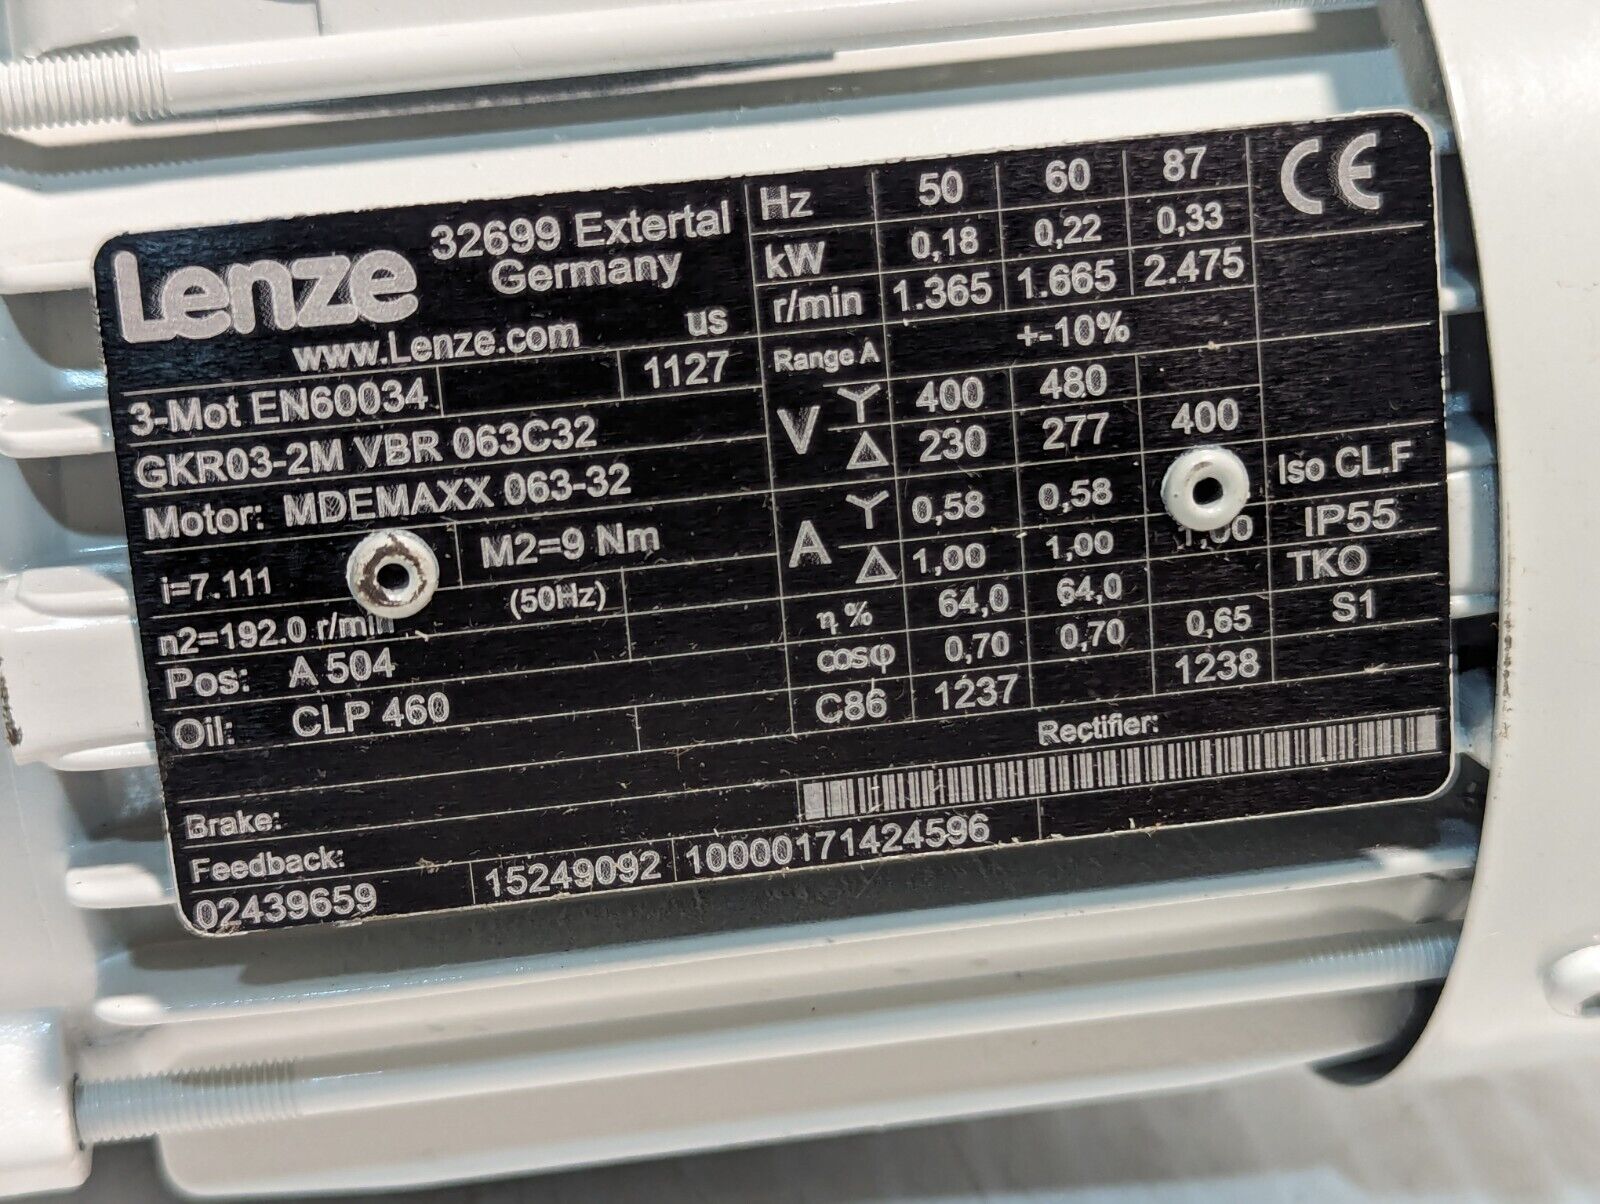 Lenze
32699 Extertal
Germany
www.Lenze.com
us
3-Mot EN60034 1127
GKR03-2M VBR 063C32
Motor: MDEMAXX 063-32
i=7.111 M2=9 Nm
n2=192.0 r/min (50Hz)
Pos: A 504
Oil: CLP 460
Brake:
Feedback:
02439659 15249092 10000171424596
Hz 50 60 87
kW 0,18 0,22 0,33
r/min 1.365 1.665 2.475
Range A +-10%
V Y 400 480
Δ 230 277 400
A Y 0,58 0,58
Δ 1,00 1,00 1,00
η % 64,0 64,0
cosφ 0,70 0,70 0,65
C86 1237 1238
Rectifier:
CE
Iso CL.F
IP55
TKO
S1